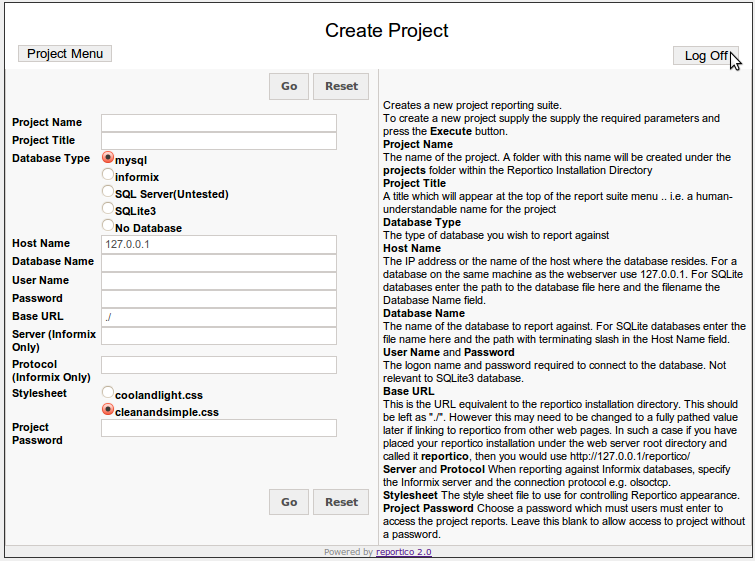 Create Project
Project Menu
Log Off
Go Reset
Project Name
Project Title
Database Type
mysql
informix
SQL Server(Untested)
SQLite3
No Database
Host Name 127.0.0.1
Database Name
User Name
Password
Base URL ./
Server (Informix
Only)
Protocol
(Informix Only)
Stylesheet
coolandlight.css
cleanandsimple.css
Project
Password
Go Reset
Creates a new project reporting suite.
To create a new project supply the supply the required parameters and
press the Execute button.
Project Name
The name of the project. A folder with this name will be created under the
projects folder within the Reportico Installation Directory
Project Title
A title which will appear at the top of the report suite menu .. i.e. a human-
understandable name for the project
Database Type
The type of database you wish to report against
Host Name
The IP address or the name of the host where the database resides. For a
database on the same machine as the webserver use 127.0.0.1. For SQLite
databases enter the path to the database file here and the filename the
Database Name field.
Database Name
The name of the database to report against. For SQLite databases enter the
file name here and the path with terminating slash in the Host Name field.
User Name and Password
The logon name and password required to connect to the database. Not
relevant to SQLite3 database.
Base URL
This is the URL equivalent to the reportico installation directory. This should
be left as "./". However this may need to be changed to a fully pathed value
later if linking to reportico from other web pages. In such a case if you have
placed your reportico installation under the web server root directory and
called it reportico, then you would use http://127.0.0.1/reportico/
Server and Protocol When reporting against Informix databases, specify
the Informix server and the connection protocol e.g. olsoctcp.
Stylesheet The style sheet file to use for controlling Reportico appearance.
Project Password Choose a password which must users must enter to
access the project reports. Leave this blank to allow access to project without
a password.
Powered by reportico 2.0